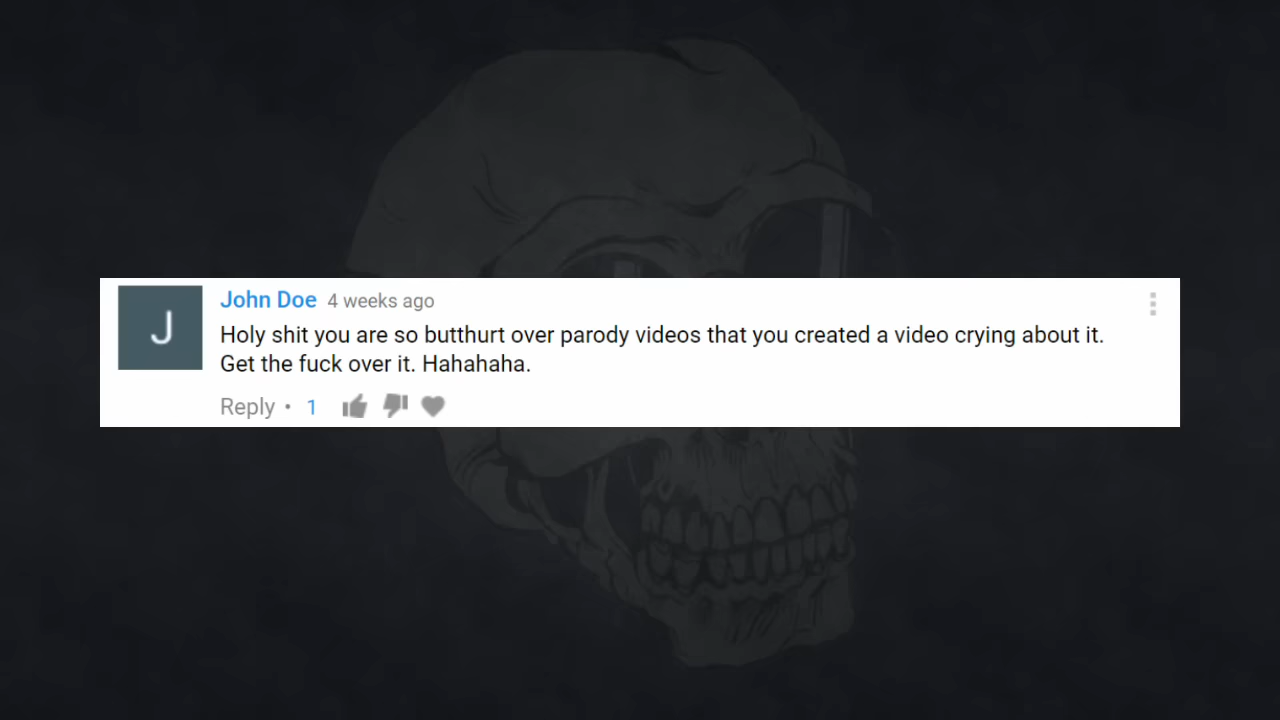 J
John Doe 4 weeks ago
Holy shit you are so butthurt over parody videos that you created a video crying about it.
Get the fuck over it. Hahahaha.
Reply • 1